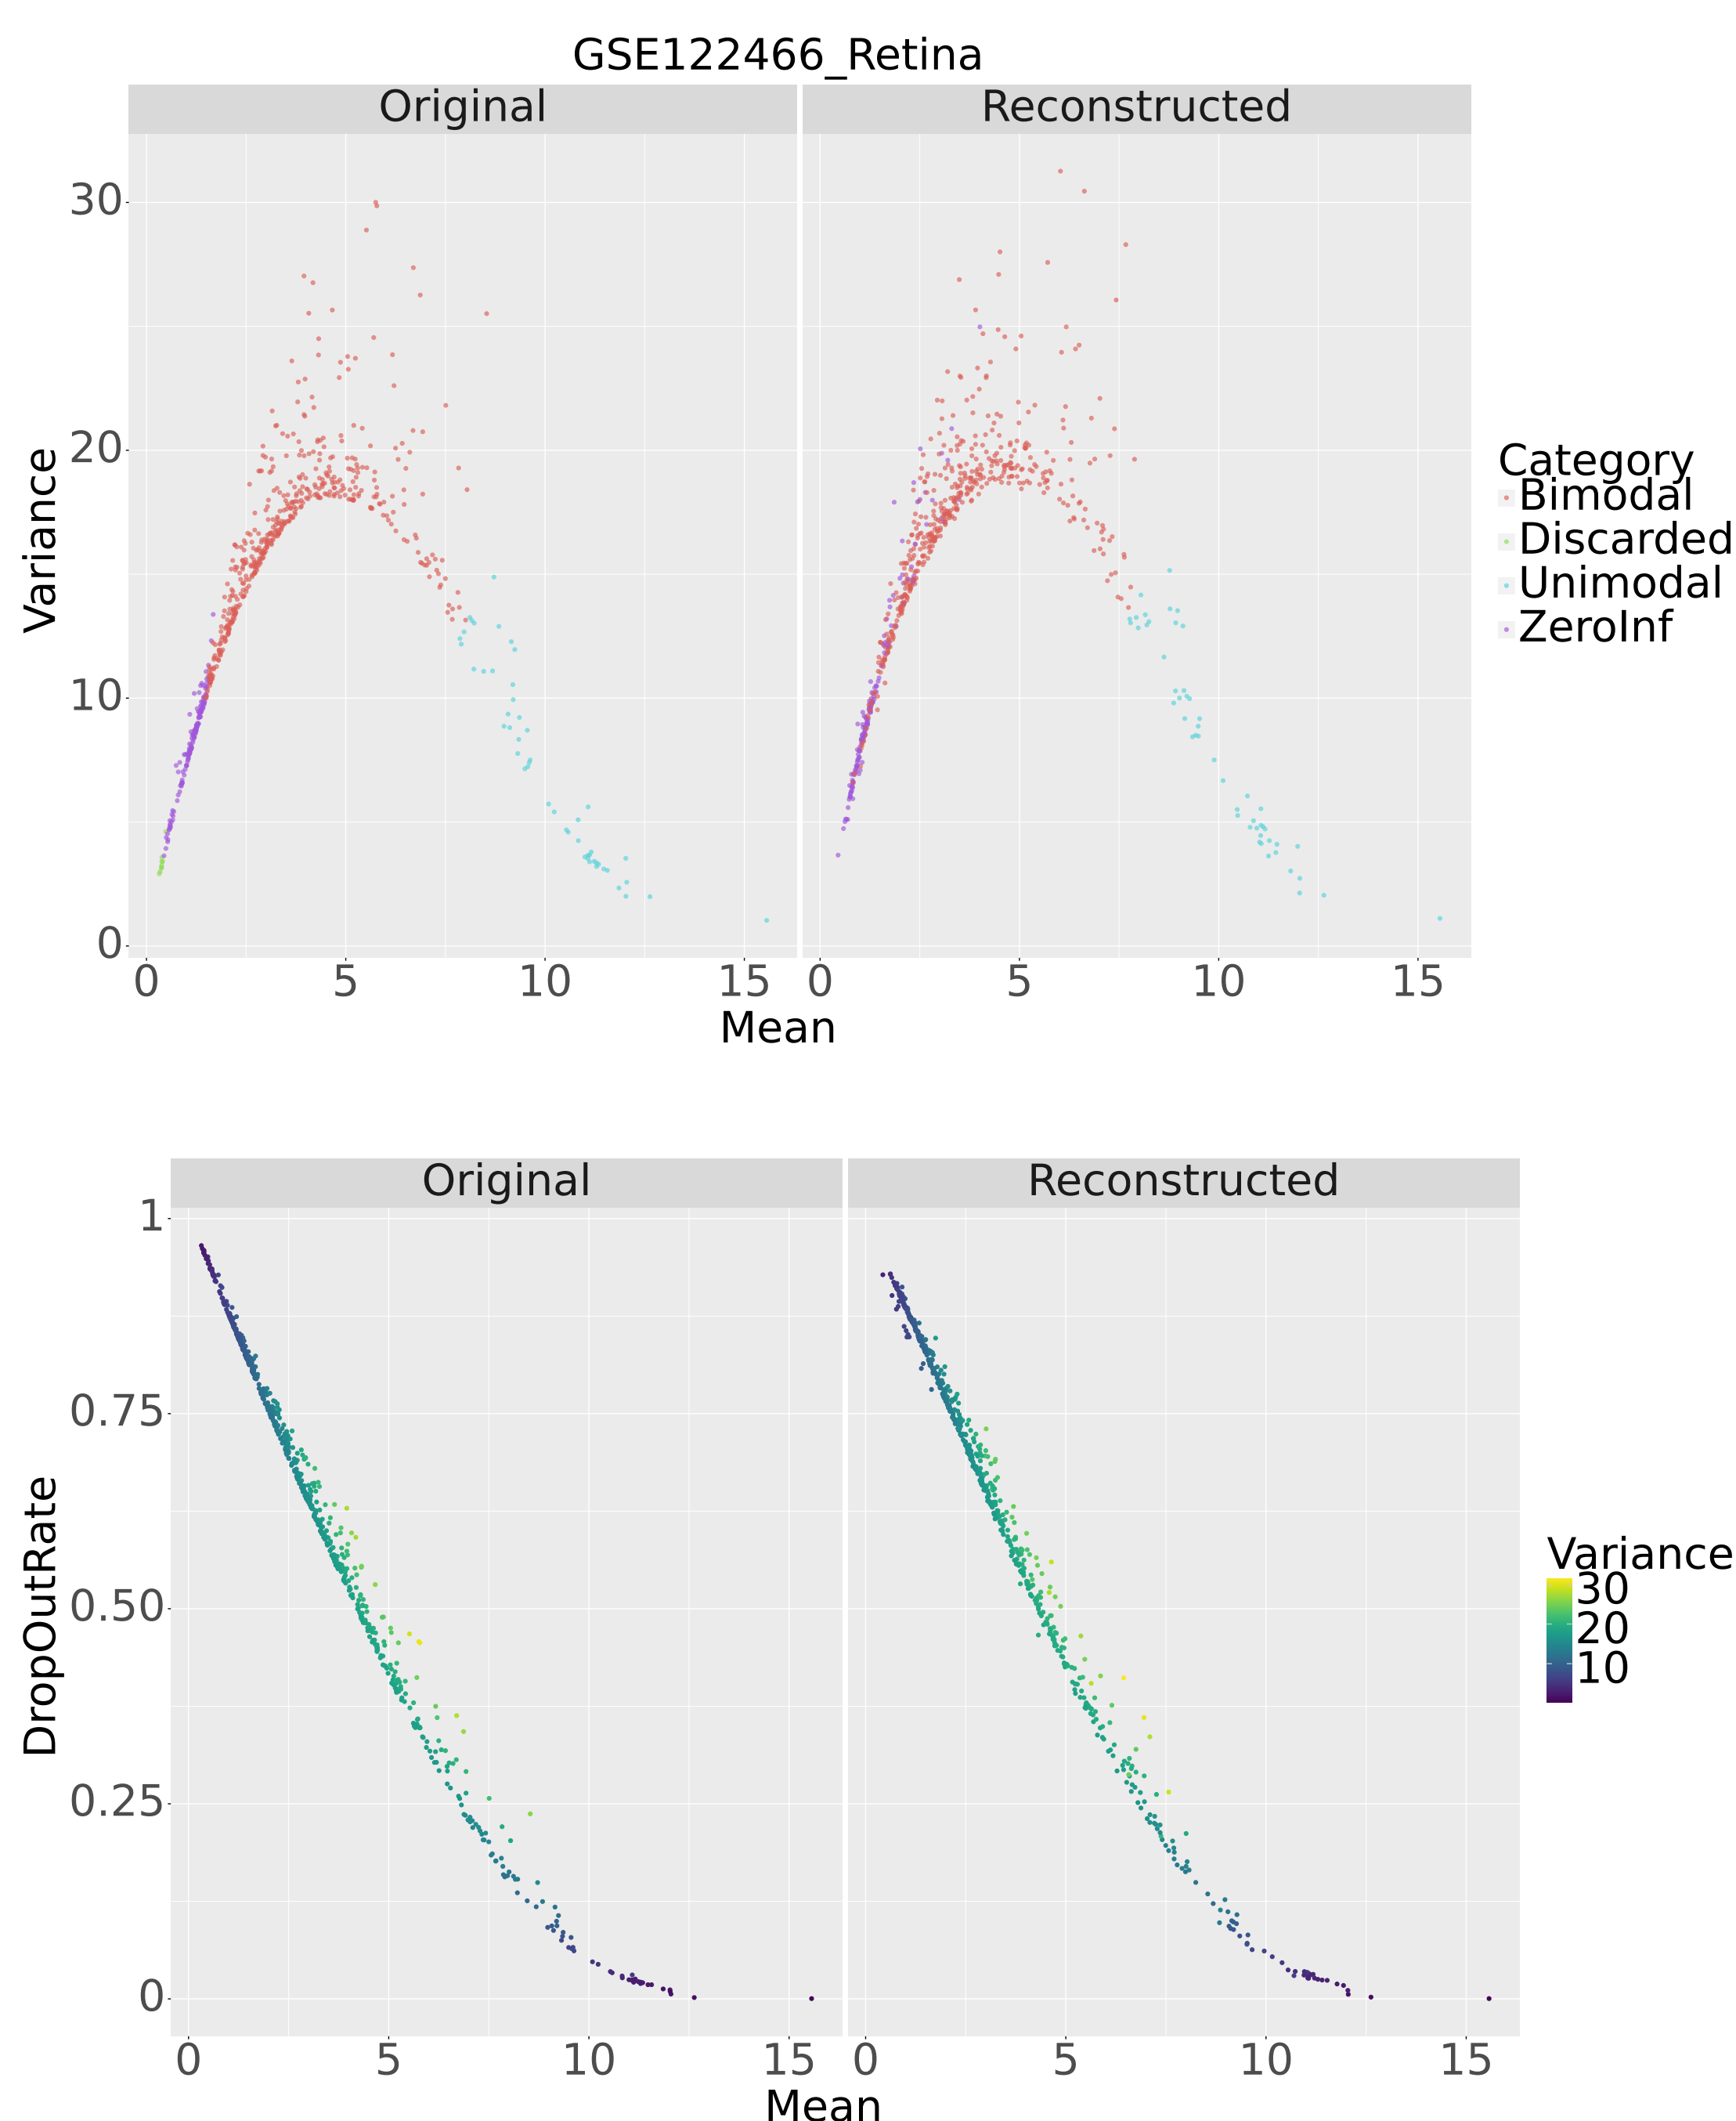 GSE122466_Retina
Original Reconstructed
30
20
10
0
Variance
0 5 10 15 0 5 10 15
Mean
Category
Bimodal
Discarded
Unimodal
ZeroInf
Original Reconstructed
1
0.75
0.50
0.25
0
DropOutRate
0 5 10 15 0 5 10 15
Mean
Variance
30
20
10